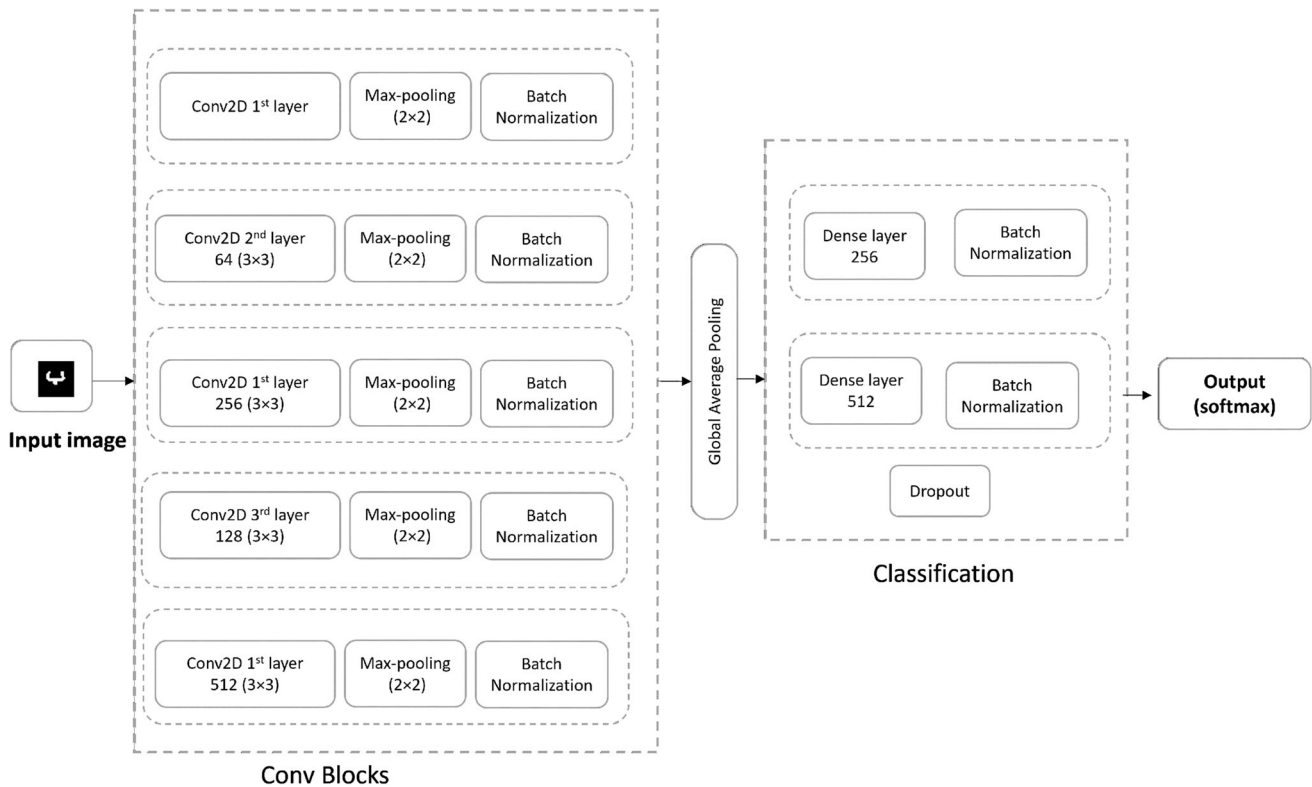 Input image
Conv2D 1st layer
Max-pooling
(2×2)
Batch
Normalization
Conv2D 2nd layer
64 (3×3)
Max-pooling
(2×2)
Batch
Normalization
Conv2D 1st layer
256 (3×3)
Max-pooling
(2×2)
Batch
Normalization
Conv2D 3rd layer
128 (3×3)
Max-pooling
(2×2)
Batch
Normalization
Conv2D 1st layer
512 (3×3)
Max-pooling
(2×2)
Batch
Normalization
Conv Blocks
Global Average Pooling
Dense layer
256
Batch
Normalization
Dense layer
512
Batch
Normalization
Dropout
Classification
Output
(softmax)